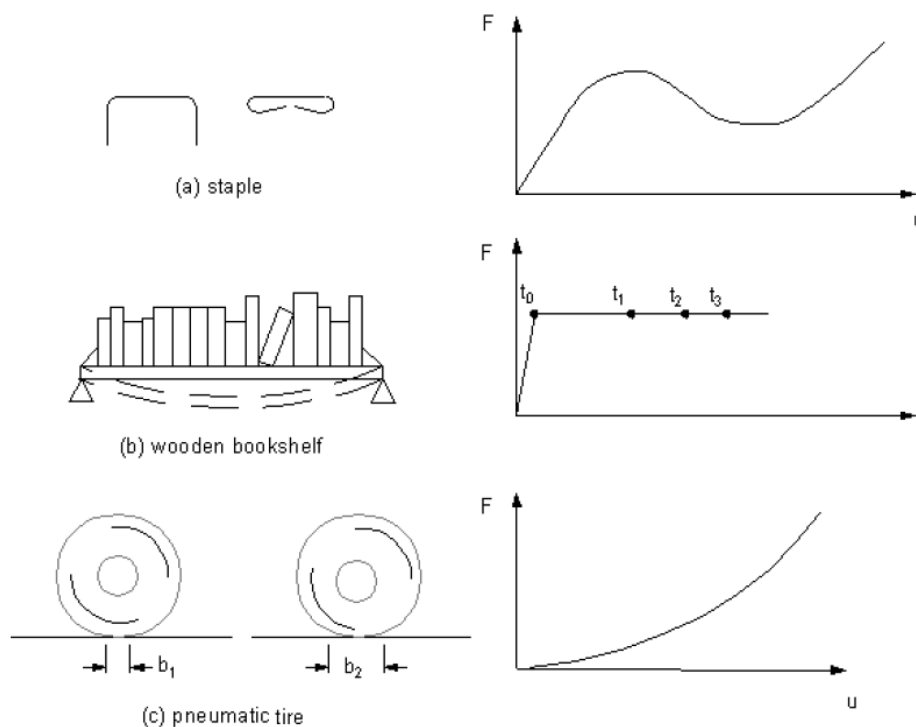 F
(a) staple
F
t0
t1
t2
t3
(b) wooden bookshelf
F
b1
b2
u
(c) pneumatic tire